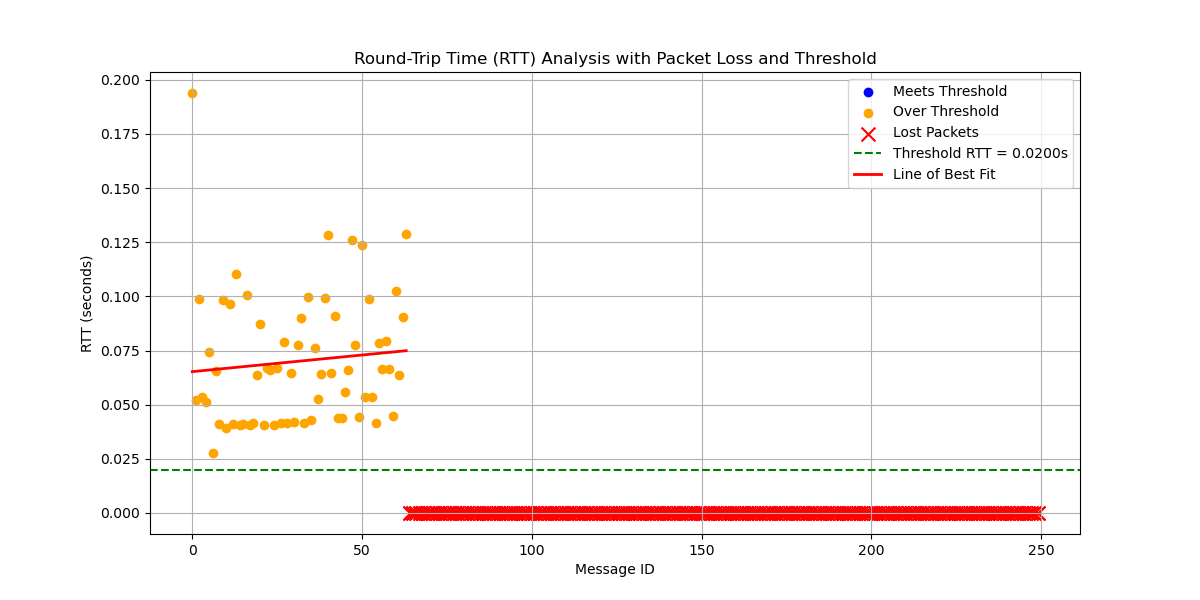 Round-Trip Time (RTT) Analysis with Packet Loss and Threshold
Meets Threshold
Over Threshold
Lost Packets
Threshold RTT = 0.0200s
Line of Best Fit
RTT (seconds)
0.200
0.175
0.150
0.125
0.100
0.075
0.050
0.025
0.000
0 50 100 150 200 250
Message ID